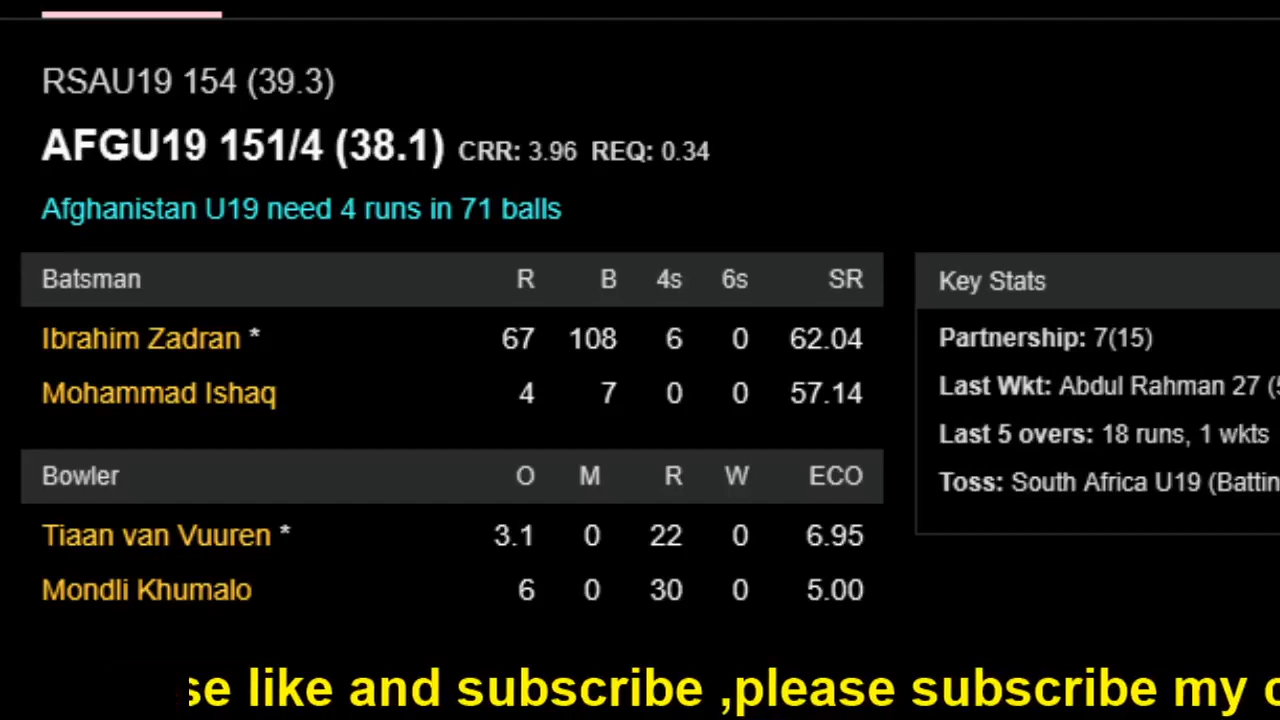 RSAU19 154 (39.3)
AFGU19 151/4 (38.1) CRR: 3.96 REQ: 0.34
Afghanistan U19 need 4 runs in 71 balls
Batsman R B 4s 6s SR
Ibrahim Zadran * 67 108 6 0 62.04
Mohammad Ishaq 4 7 0 0 57.14
Bowler O M R W ECO
Tiaan van Vuuren * 3.1 0 22 0 6.95
Mondli Khumalo 6 0 30 0 5.00
Key Stats
Partnership: 7(15)
Last Wkt: Abdul Rahman 27
Last 5 overs: 18 runs, 1 wkts
Toss: South Africa U19 (Battin
se like and subscribe ,please subscribe my